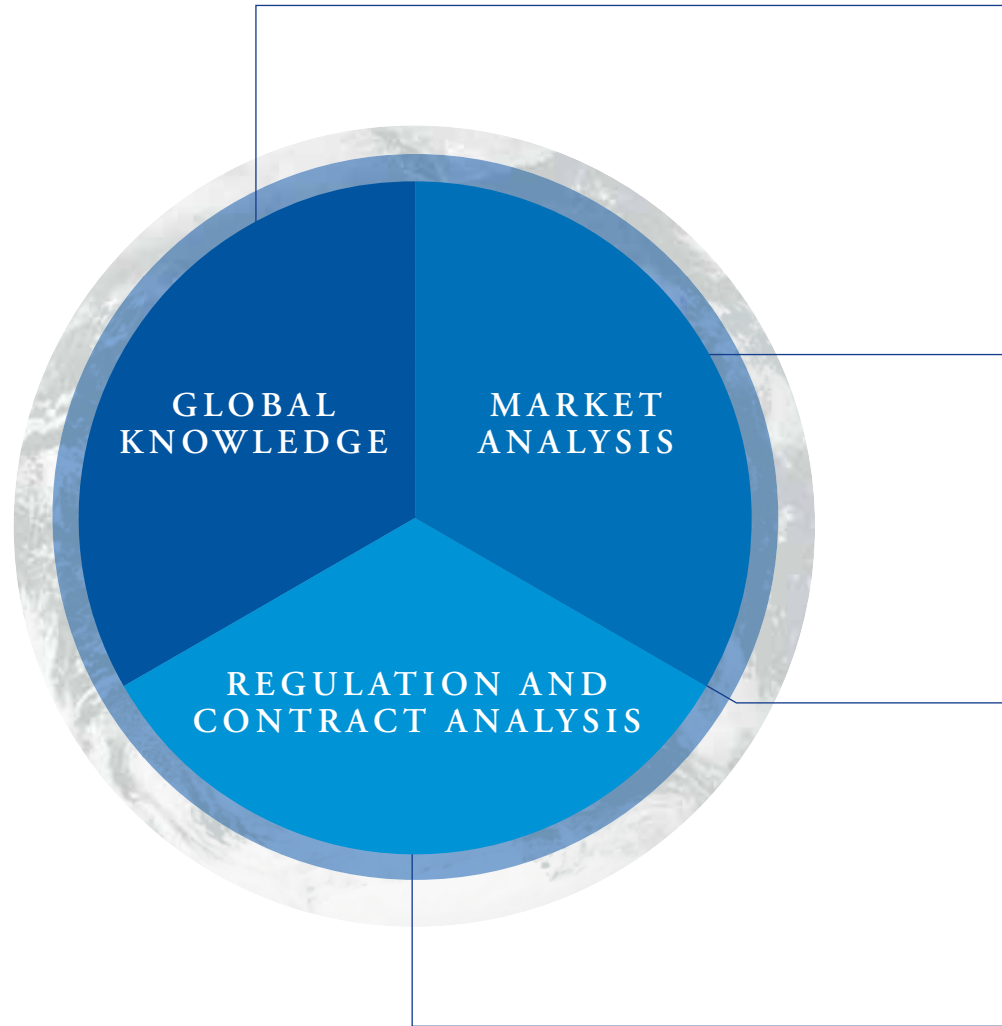 GLOBAL
KNOWLEDGE
MARKET
ANALYSIS
REGULATION AND
CONTRACT ANALYSIS